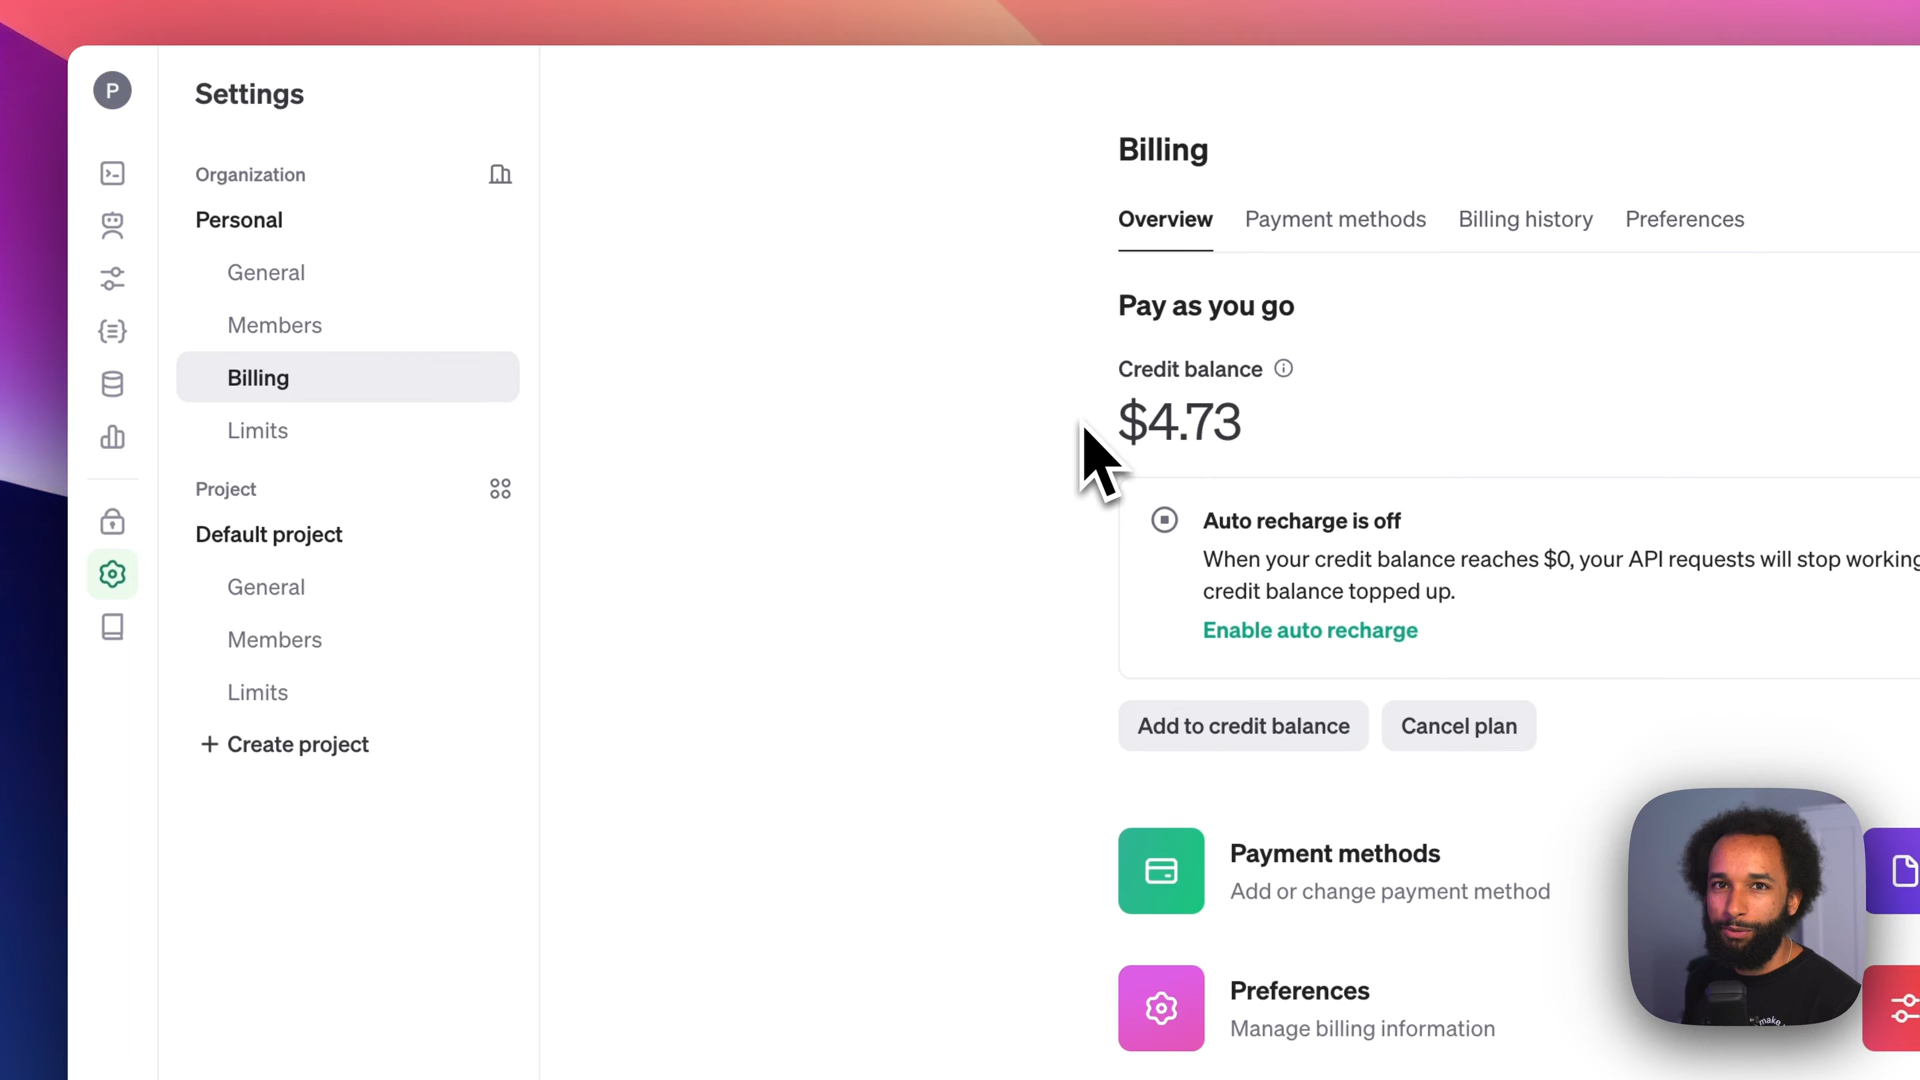 P
Settings
Organization
Personal
General
Members
Billing
Limits
Project
Default project
General
Members
Limits
+ Create project
Billing
Overview Payment methods Billing history Preferences
Pay as you go
Credit balance
$4.73
Auto recharge is off
When your credit balance reaches $0, your API requests will stop working
credit balance topped up.
Enable auto recharge
Add to credit balance Cancel plan
Payment methods
Add or change payment method
Preferences
Manage billing information
make